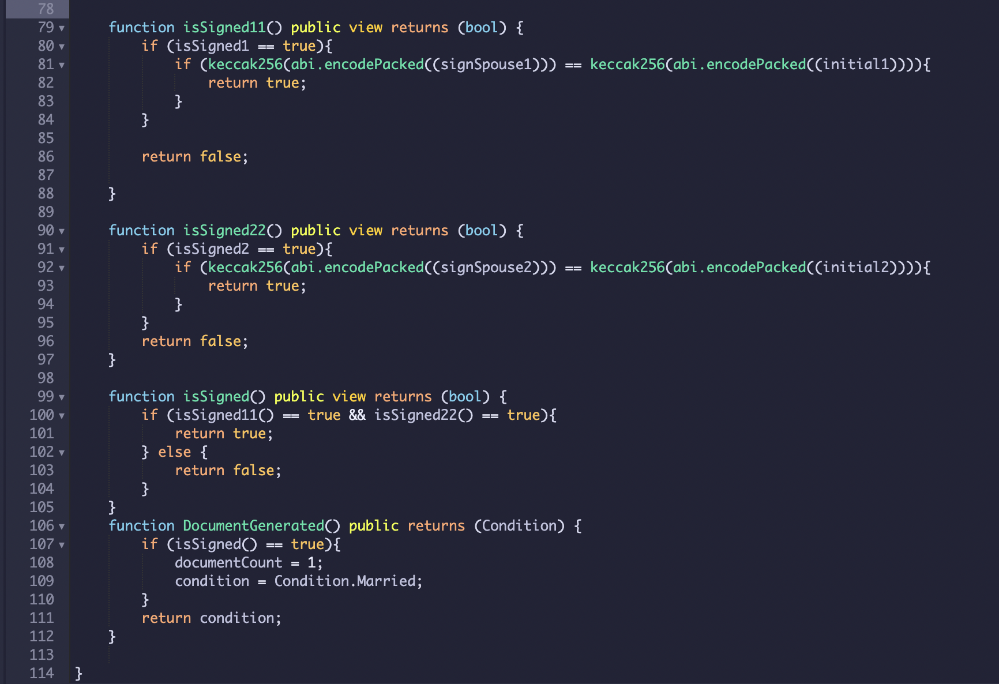 78
79 function isSigned11() public view returns (bool) {
80 if (isSigned1 == true){
81 if (keccak256(abi.encodePacked((signSpouse1))) == keccak256(abi.encodePacked((initial1)))){
82 return true;
83 }
84 }
85
86 return false;
87
88 }
89
90 function isSigned22() public view returns (bool) {
91 if (isSigned2 == true){
92 if (keccak256(abi.encodePacked((signSpouse2))) == keccak256(abi.encodePacked((initial2)))){
93 return true;
94 }
95 }
96 return false;
97 }
98
99 function isSigned() public view returns (bool) {
100 if (isSigned11() == true && isSigned22() == true){
101 return true;
102 } else {
103 return false;
104 }
105 }
106 function DocumentGenerated() public returns (Condition) {
107 if (isSigned() == true){
108 documentCount = 1;
109 condition = Condition.Married;
110 }
111 return condition;
112 }
113
114 }